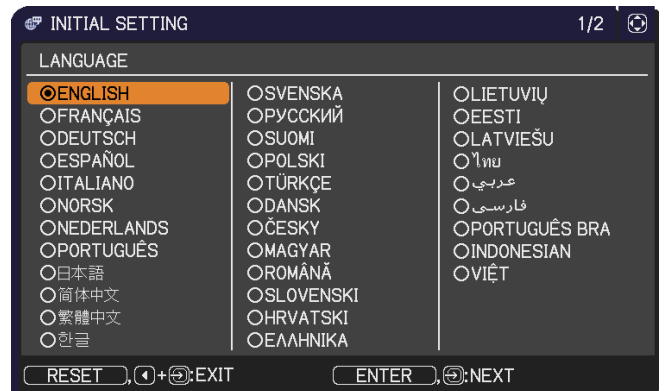 INITIAL SETTING 1/2
LANGUAGE
ENGLISH
FRANÇAIS
DEUTSCH
ESPAÑOL
ITALIANO
NORSK
NEDERLANDS
PORTUGUÊS
日本語
简体中文
繁體中文
한글
SVENSKA
РУССКИЙ
SUOMI
POLSKI
TÜRKÇE
DANSK
ČESKY
MAGYAR
ROMÂNĂ
SLOVENSKI
HRVATSKI
ΕΛΛΗΝΙΚΑ
LIETUVIŲ
EESTI
LATVIEŠU
ไทย
عربي
فارسی
PORTUGUÊS BRA
INDONESIAN
VIỆT
RESET , + :EXIT ENTER , :NEXT